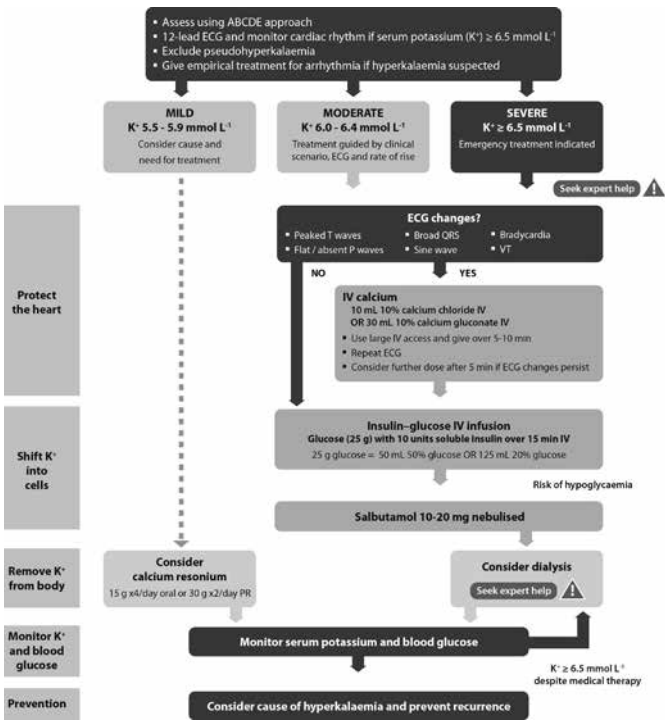 ▪ Assess using ABCDE approach
▪ 12-lead ECG and monitor cardiac rhythm if serum potassium (K⁺) ≥ 6.5 mmol L⁻¹
▪ Exclude pseudohyperkalaemia
▪ Give empirical treatment for arrhythmia if hyperkalaemia suspected
MILD
K⁺ 5.5 - 5.9 mmol L⁻¹
Consider cause and
need for treatment
MODERATE
K⁺ 6.0 - 6.4 mmol L⁻¹
Treatment guided by clinical
scenario, ECG and rate of rise
SEVERE
K⁺ ≥ 6.5 mmol L⁻¹
Emergency treatment indicated
Seek expert help
Protect
the heart
ECG changes?
▪ Peaked T waves
▪ Flat / absent P waves
▪ Broad QRS
▪ Sine wave
▪ Bradycardia
▪ VT
NO
YES
IV calcium
10 mL 10% calcium chloride IV
OR 30 mL 10% calcium gluconate IV
▪ Use large IV access and give over 5-10 min
▪ Repeat ECG
▪ Consider further dose after 5 min if ECG changes persist
Shift K⁺
into
cells
Insulin–glucose IV infusion
Glucose (25 g) with 10 units soluble insulin over 15 min IV
25 g glucose = 50 mL 50% glucose OR 125 mL 20% glucose
Risk of hypoglycaemia
Salbutamol 10-20 mg nebulised
Remove K⁺
from body
Consider
calcium resonium
15 g x4/day oral or 30 g x2/day PR
Consider dialysis
Seek expert help
Monitor K⁺
and blood
glucose
Monitor serum potassium and blood glucose
K⁺ ≥ 6.5 mmol L⁻¹
despite medical therapy
Prevention
Consider cause of hyperkalaemia and prevent recurrence